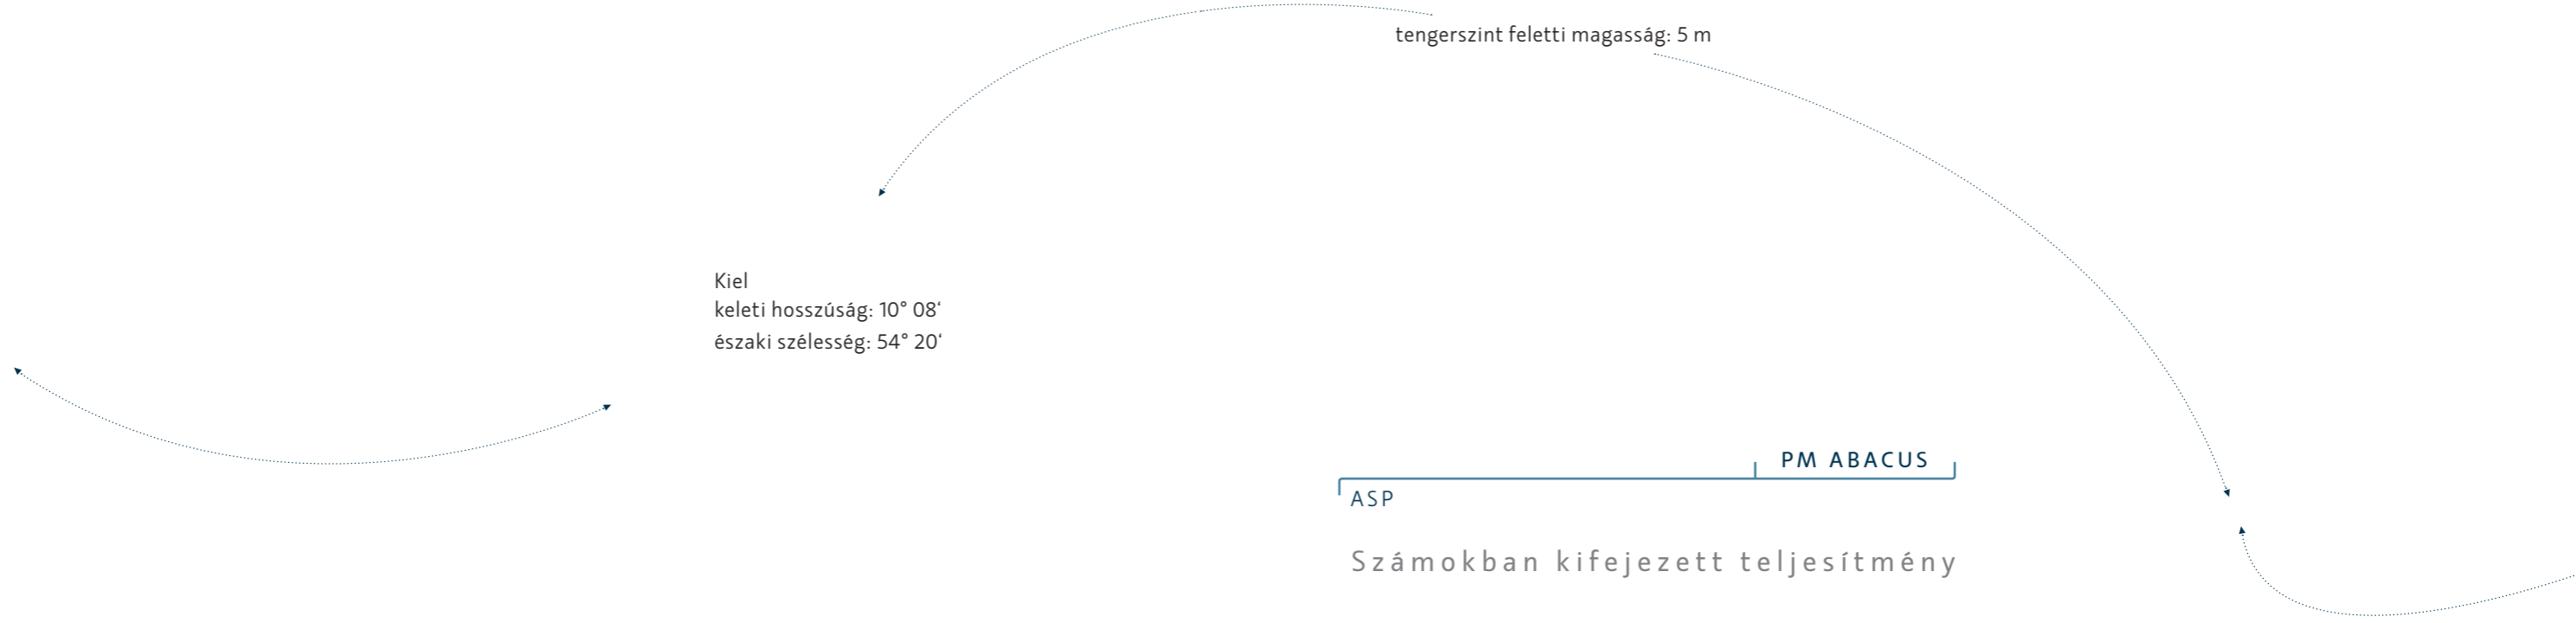 tengerszint feletti magasság: 5 m
Kiel
keleti hosszúság: 10° 08‘
északi szélesség: 54° 20‘
PM ABACUS
ASP
Számokban kifejezett teljesítmény